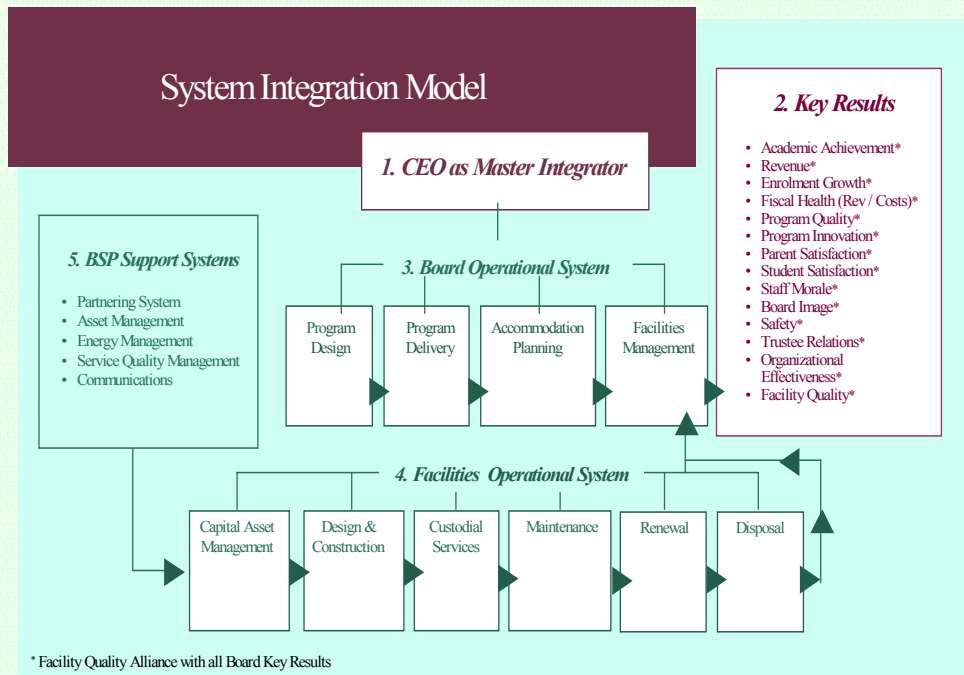 System Integration Model
1. CEO as Master Integrator
2. Key Results
• Academic Achievement*
• Revenue*
• Enrolment Growth*
• Fiscal Health (Rev / Costs)*
• Program Quality*
• Program Innovation*
• Parent Satisfaction*
• Student Satisfaction*
• Staff Morale*
• Board Image*
• Safety*
• Trustee Relations*
• Organizational
Effectiveness*
• Facility Quality*
5. BSP Support Systems
• Partnering System
• Asset Management
• Energy Management
• Service Quality Management
• Communications
3. Board Operational System
Program
Design
Program
Delivery
Accommodation
Planning
Facilities
Management
4. Facilities Operational System
Capital Asset
Management
Design &
Construction
Custodial
Services
Maintenance
Renewal
Disposal
* Facility Quality Alliance with all Board Key Results